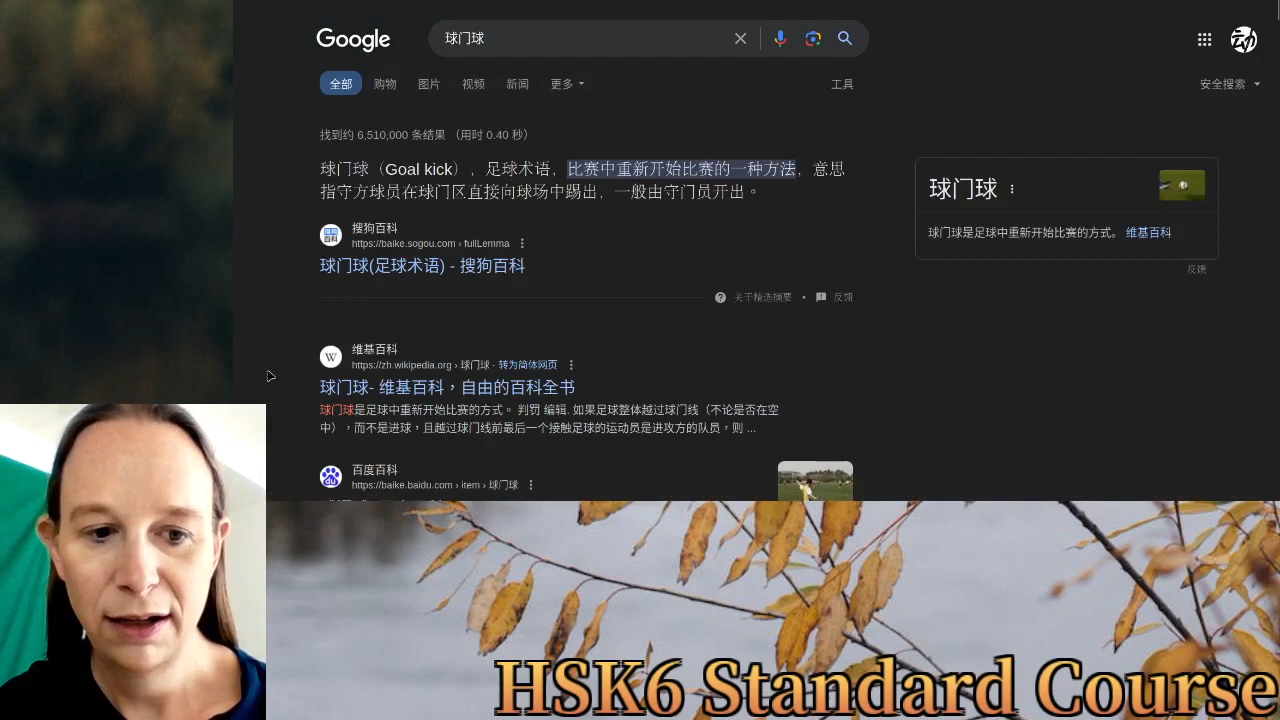 Google
球门球
全部 购物 图片 视频 新闻 更多 工具 安全搜索
找到约 6,510,000 条结果 （用时 0.40 秒）
球门球（Goal kick），足球术语，比赛中重新开始比赛的一种方法，意思
指守方球员在球门区直接向球场中踢出，一般由守门员开出。
搜狗百科
https://baike.sogou.com › fullLemma
球门球(足球术语) - 搜狗百科
关于精选摘要 • 反馈
球门球
球门球是足球中重新开始比赛的方式。 维基百科
反馈
维基百科
https://zh.wikipedia.org › 球门球 · 转为简体网页
球门球- 维基百科，自由的百科全书
球门球是足球中重新开始比赛的方式。 判罚 编辑. 如果足球整体越过球门线（不论是否在空
中），而不是进球，且越过球门线前最后一个接触足球的运动员是进攻方的队员，则 ...
百度百科
https://baike.baidu.com › item › 球门球
HSK6 Standard Course